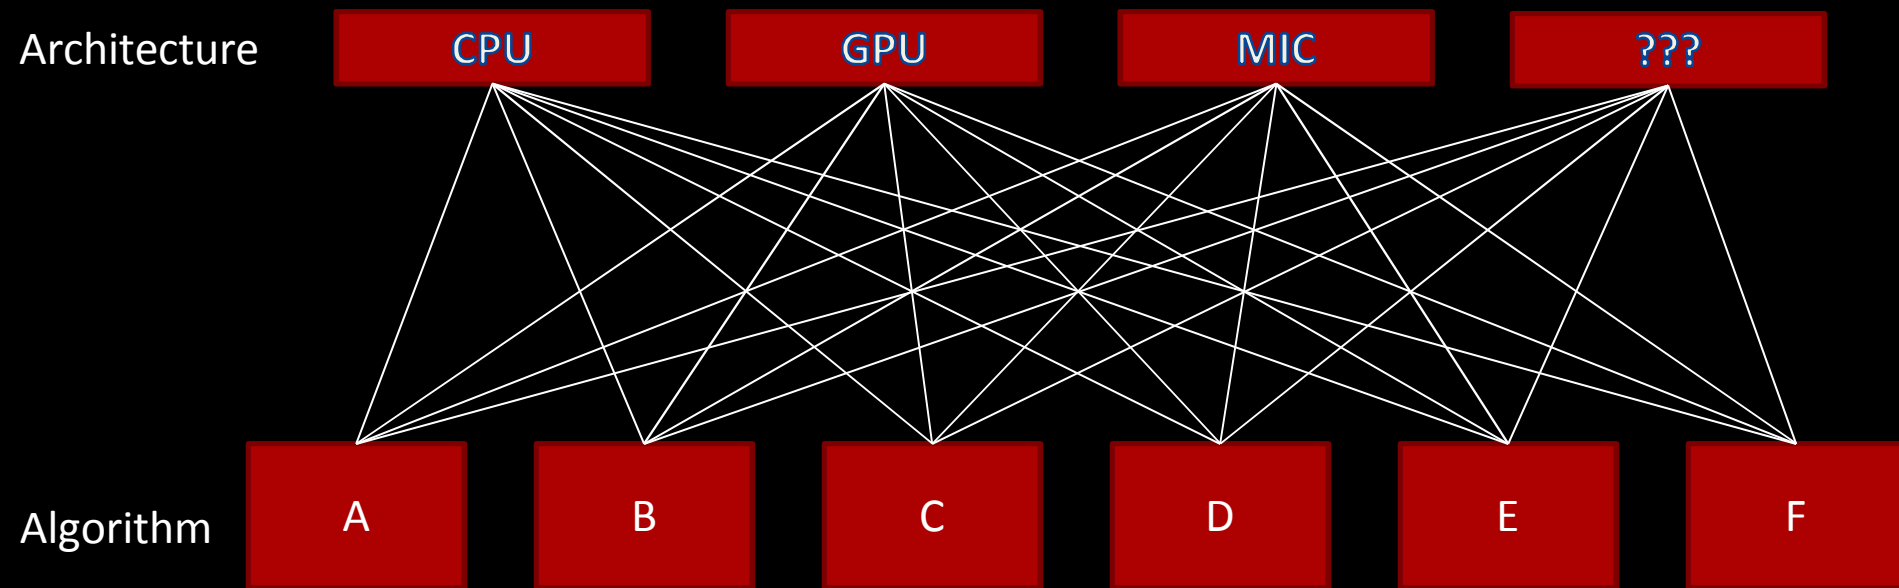 Architecture
CPU
GPU
MIC
???
A
B
C
D
E
F
Algorithm